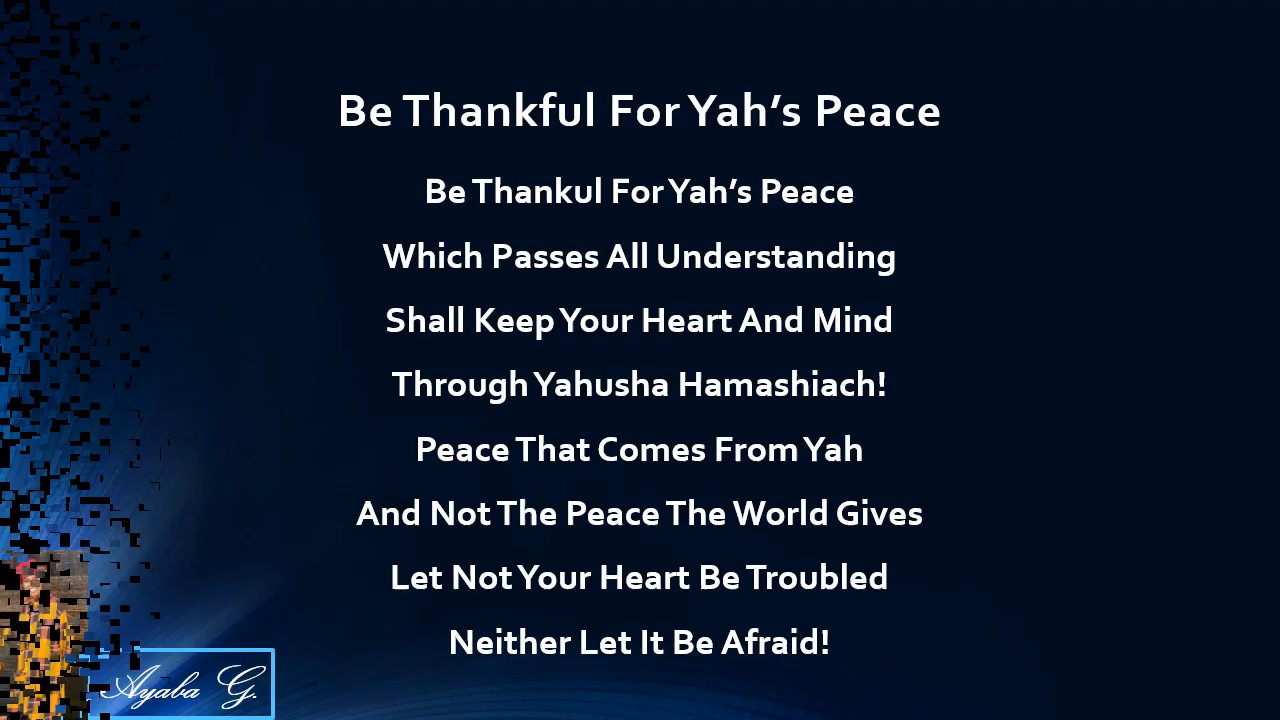 Be Thankful For Yah’s Peace
Be Thankul For Yah’s Peace
Which Passes All Understanding
Shall Keep Your Heart And Mind
Through Yahusha Hamashiach!
Peace That Comes From Yah
And Not The Peace The World Gives
Let Not Your Heart Be Troubled
Neither Let It Be Afraid!
Ayaba G.